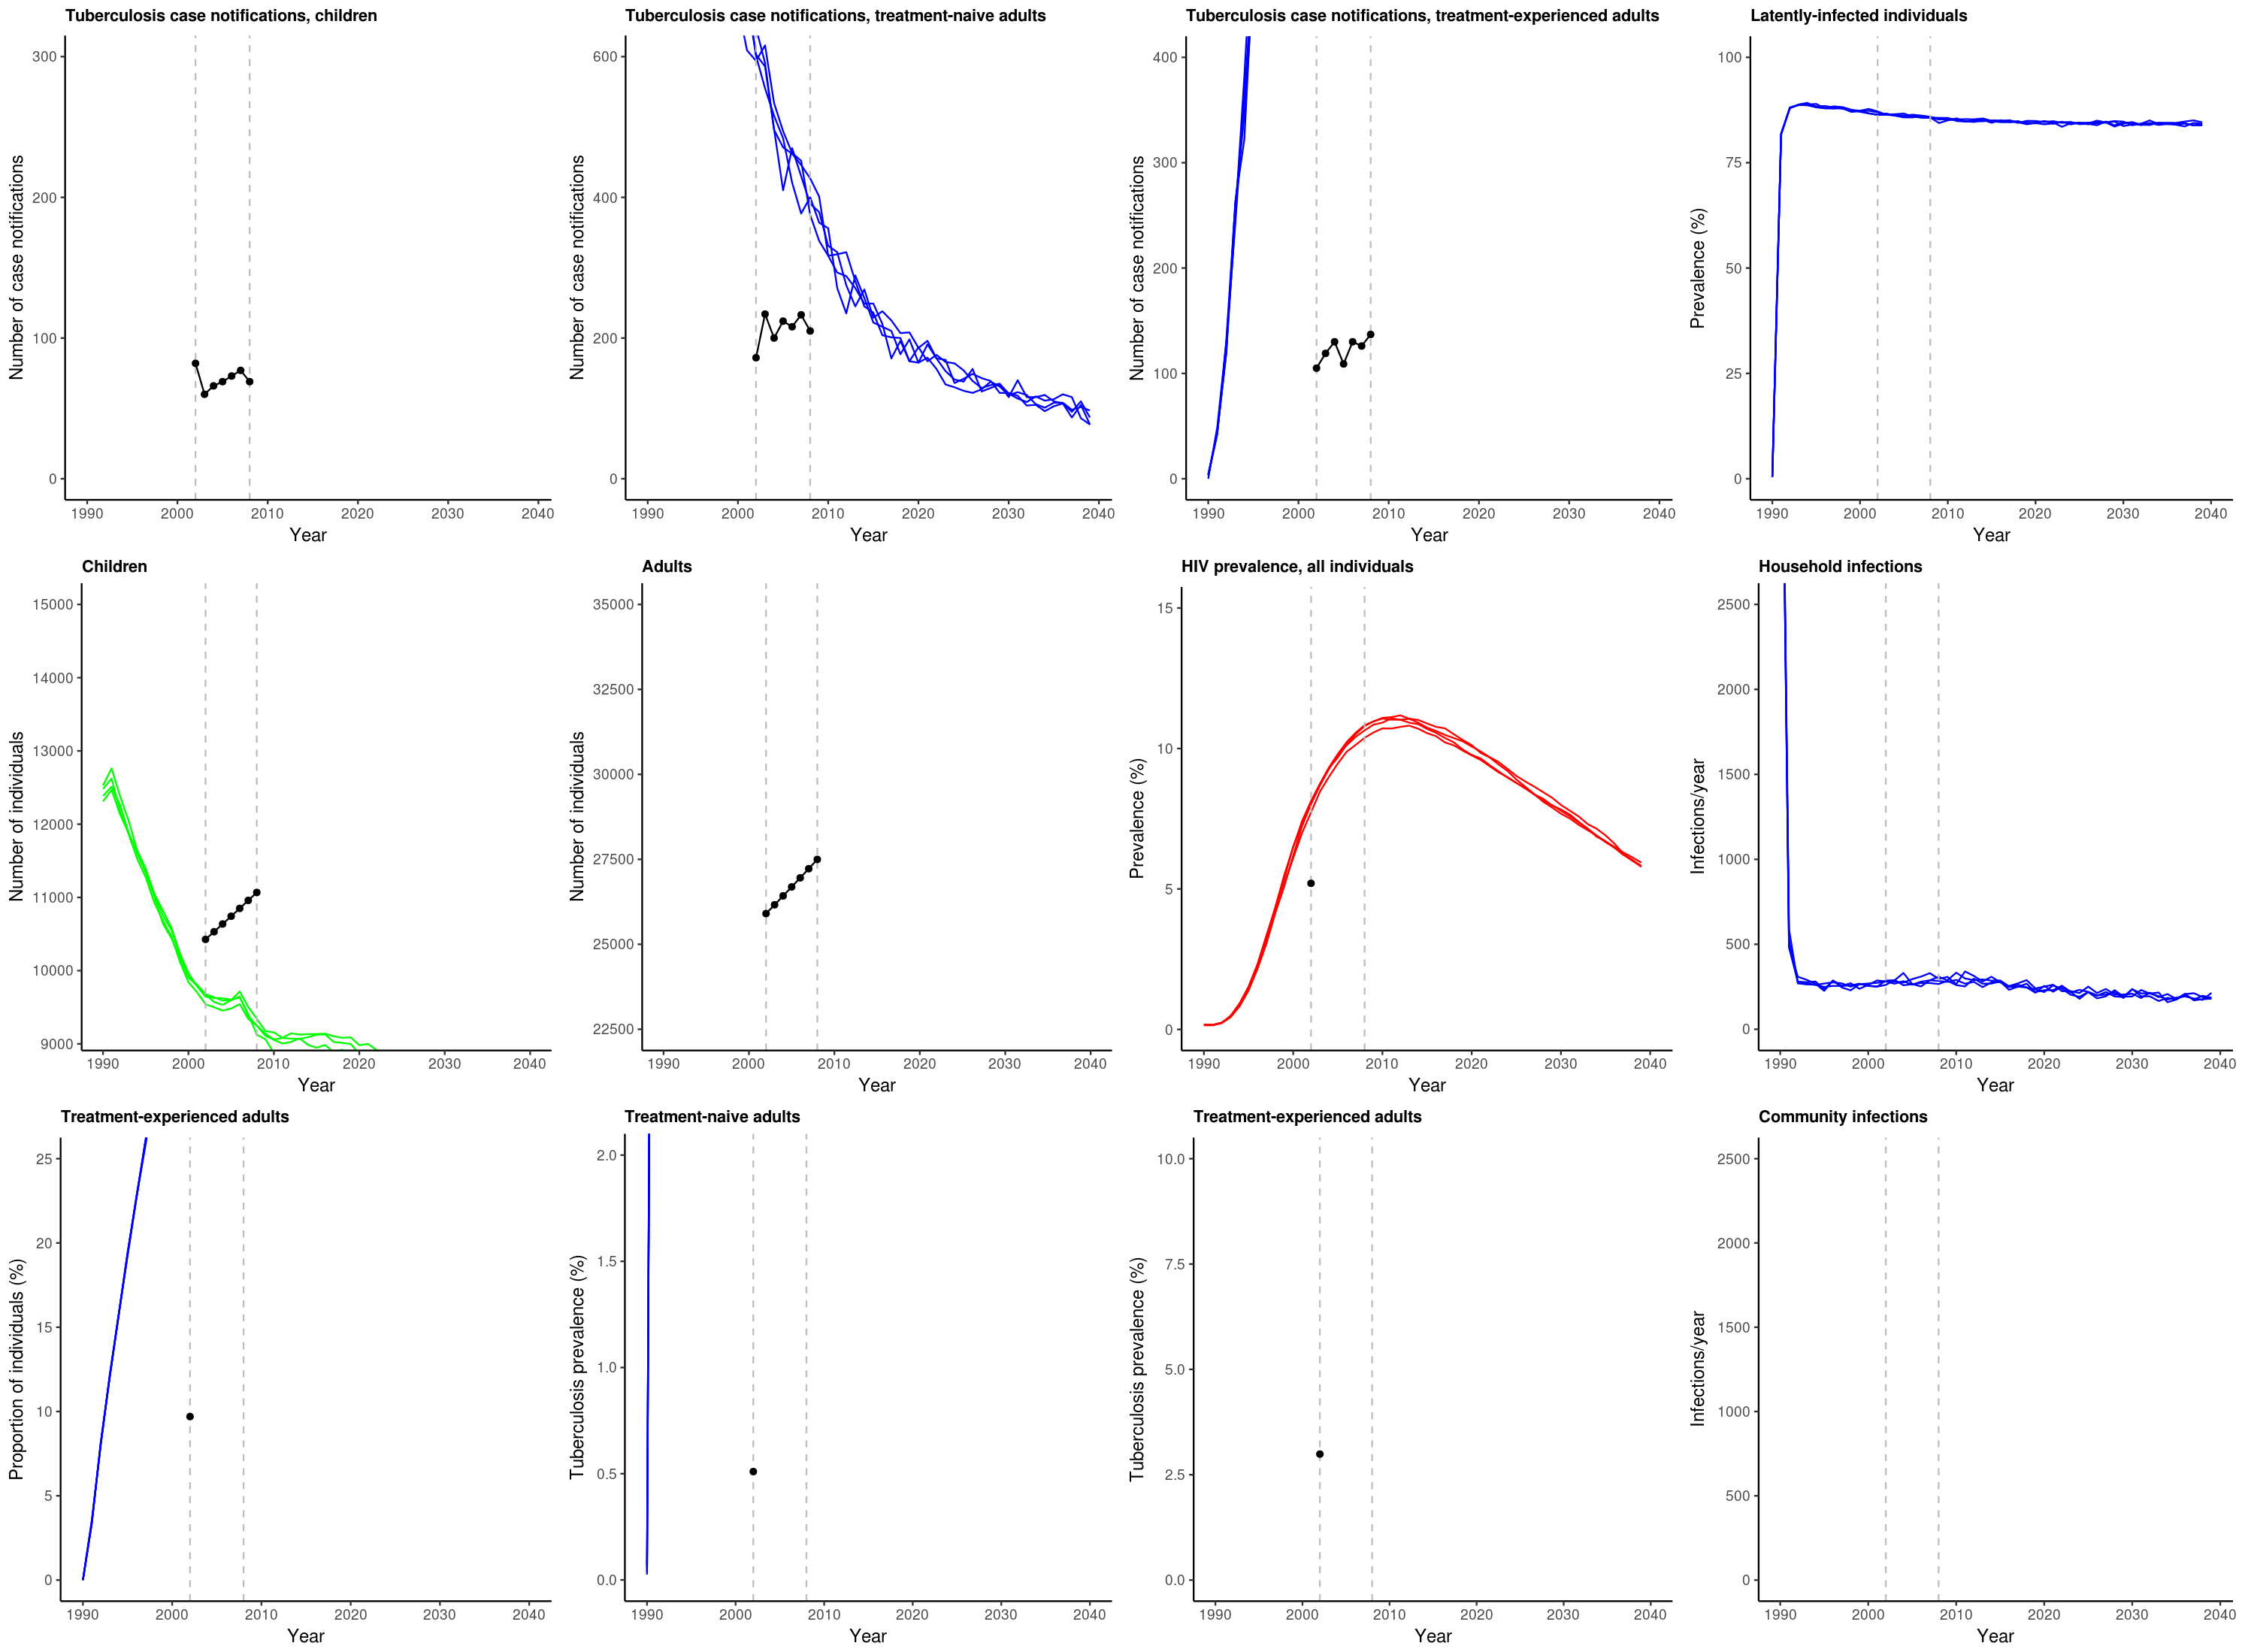 Tuberculosis case notifications, children
Number of case notifications
300
200
100
0
1990 2000 2010 2020 2030 2040
Year
Tuberculosis case notifications, treatment-naive adults
Number of case notifications
600
400
200
0
1990 2000 2010 2020 2030 2040
Year
Tuberculosis case notifications, treatment-experienced adults
Number of case notifications
400
300
200
100
0
1990 2000 2010 2020 2030 2040
Year
Latently-infected individuals
Prevalence (%)
100
75
50
25
0
1990 2000 2010 2020 2030 2040
Year
Children
Number of individuals
15000
14000
13000
12000
11000
10000
9000
1990 2000 2010 2020 2030 2040
Year
Adults
Number of individuals
35000
32500
30000
27500
25000
22500
1990 2000 2010 2020 2030 2040
Year
HIV prevalence, all individuals
Prevalence (%)
15
10
5
0
1990 2000 2010 2020 2030 2040
Year
Household infections
Infections/year
2500
2000
1500
1000
500
0
1990 2000 2010 2020 2030 2040
Year
Treatment-experienced adults
Proportion of individuals (%)
25
20
15
10
5
0
1990 2000 2010 2020 2030 2040
Year
Treatment-naive adults
Tuberculosis prevalence (%)
2.0
1.5
1.0
0.5
0.0
1990 2000 2010 2020 2030 2040
Year
Treatment-experienced adults
Tuberculosis prevalence (%)
10.0
7.5
5.0
2.5
0.0
1990 2000 2010 2020 2030 2040
Year
Community infections
Infections/year
2500
2000
1500
1000
500
0
1990 2000 2010 2020 2030 2040
Year